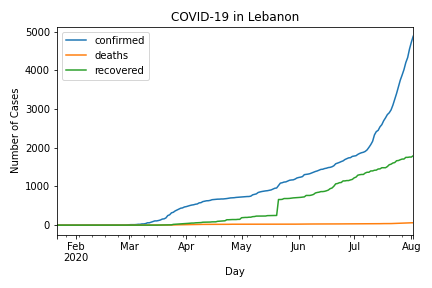 COVID-19 in Lebanon
confirmed
deaths
recovered
5000
4000
3000
2000
1000
0
Number of Cases
Feb Mar Apr May Jun Jul Aug
2020
Day